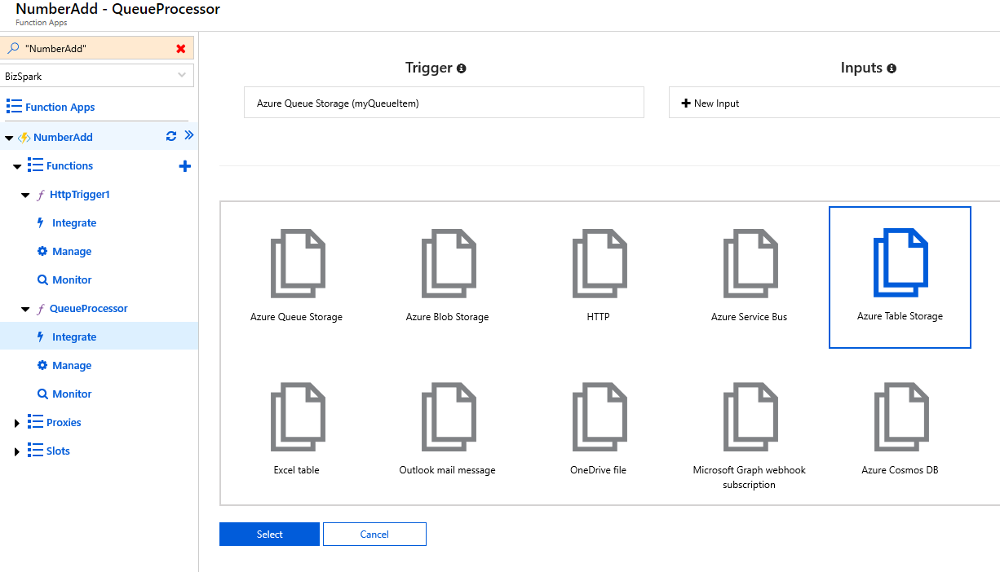 NumberAdd - QueueProcessor
Function Apps
"NumberAdd"
BizSpark
Function Apps
NumberAdd
Functions
HttpTrigger1
Integrate
Manage
Monitor
QueueProcessor
Integrate
Manage
Monitor
Proxies
Slots
Trigger
Inputs
Azure Queue Storage (myQueueItem)
New Input
Azure Queue Storage
Azure Blob Storage
HTTP
Azure Service Bus
Azure Table Storage
Excel table
Outlook mail message
OneDrive file
Microsoft Graph webhook
subscription
Azure Cosmos DB
Select
Cancel